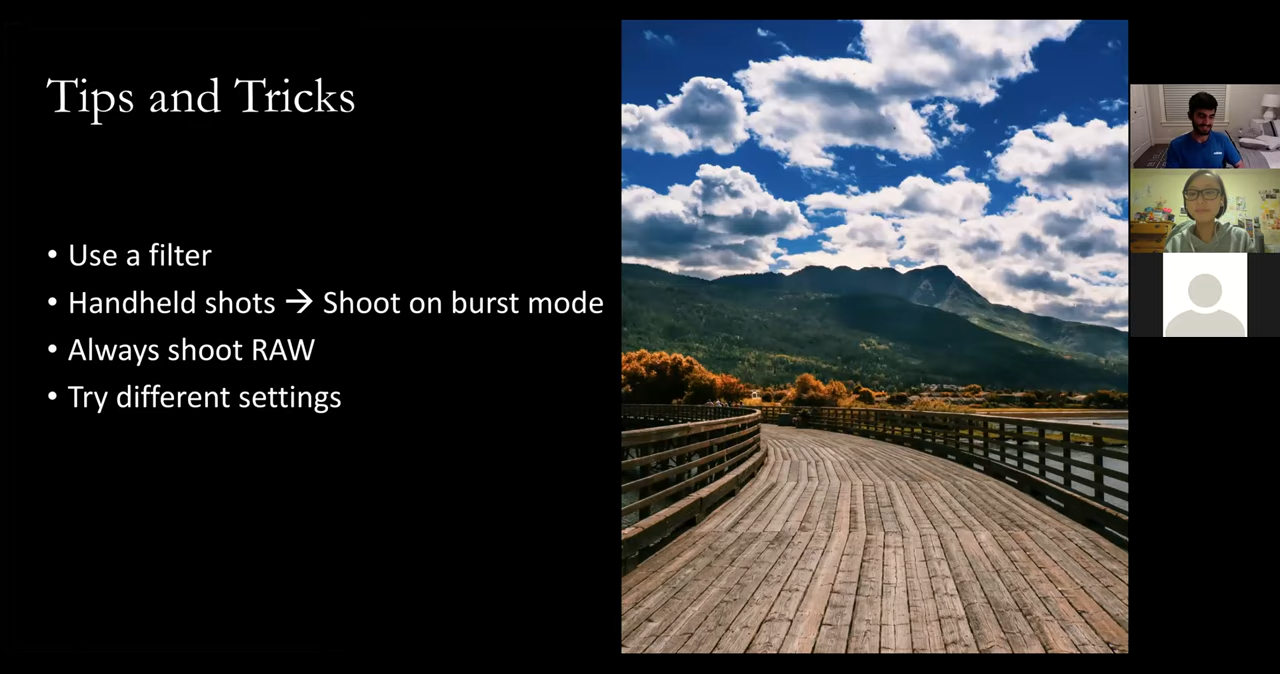 Tips and Tricks
• Use a filter
• Handheld shots → Shoot on burst mode
• Always shoot RAW
• Try different settings